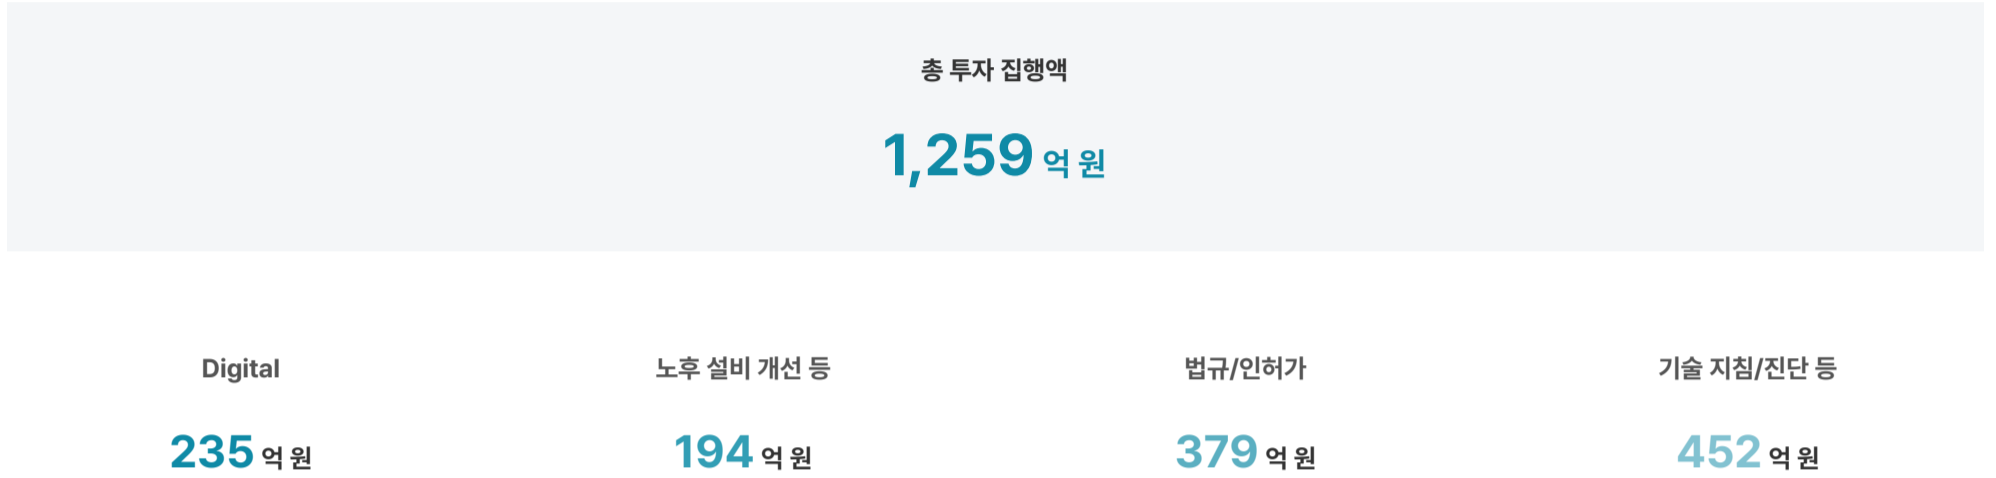 총 투자 집행액
1,259 억 원
Digital 노후 설비 개선 등 법규/인허가 기술 지침/진단 등
235 억 원 194 억 원 379 억 원 452 억 원